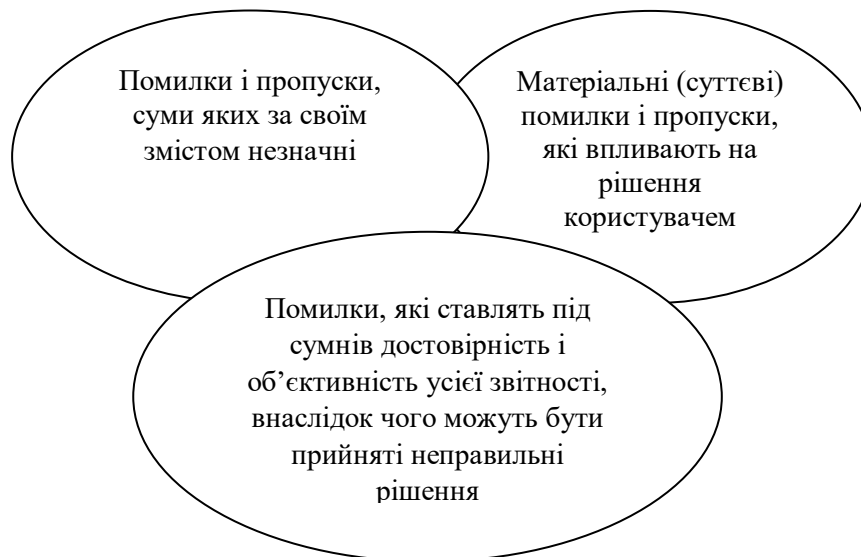 Помилки і пропуски,
суми яких за своїм
змістом незначні
Матеріальні (суттєві)
помилки і пропуски,
які впливають на
рішення
користувачем
Помилки, які ставлять під
сумнів достовірність і
об’єктивність усієї звітності,
внаслідок чого можуть бути
прийняті неправильні
рішення